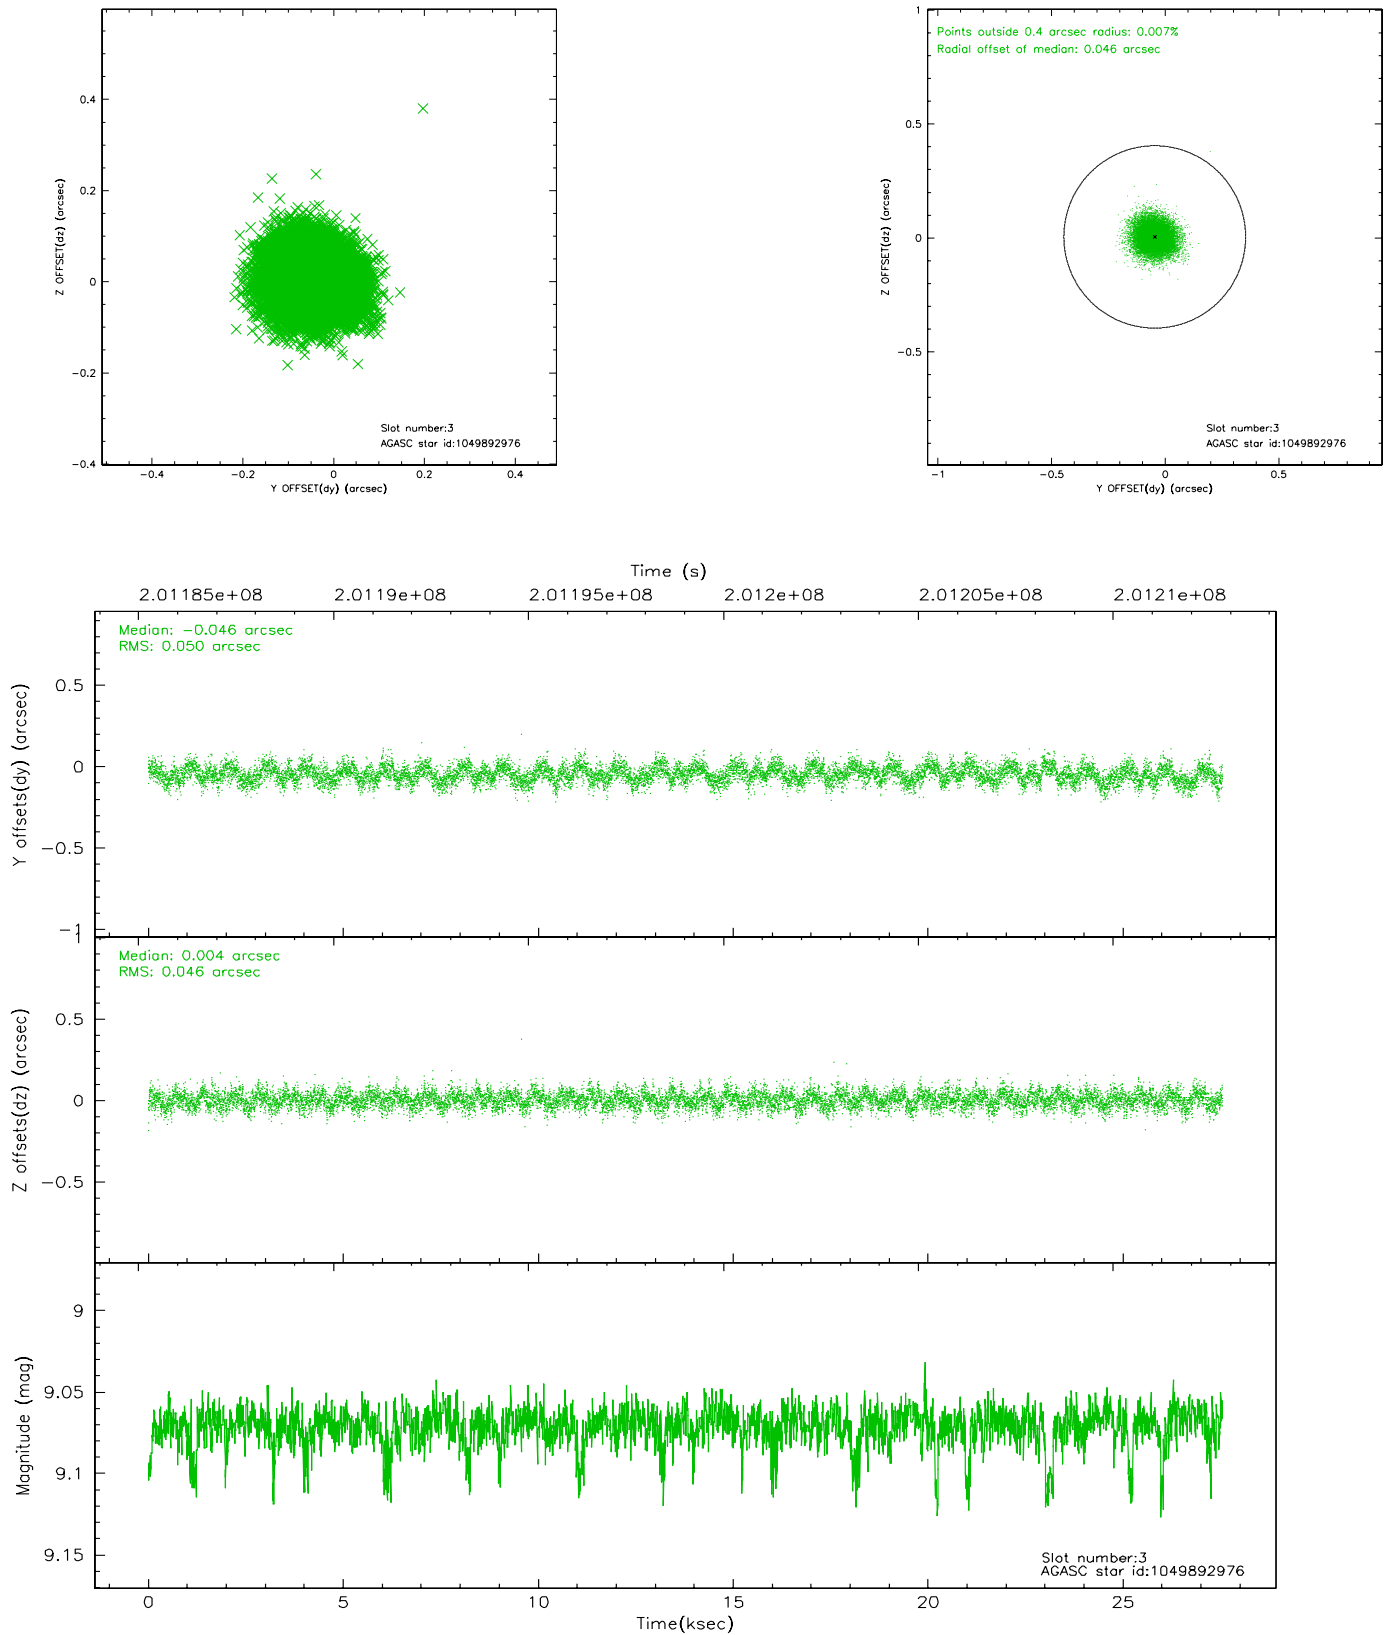 0.4
0.2
0
−0.2
−0.4
Z OFFSET(dz) (arcsec)
Slot number:3
AGASC star id:1049892976
−0.4 −0.2 0 0.2 0.4
Y OFFSET(dy) (arcsec)
1
0.5
0
−0.5
Z OFFSET(dz) (arcsec)
Points outside 0.4 arcsec radius: 0.007%
Radial offset of median: 0.046 arcsec
Slot number:3
AGASC star id:1049892976
−1 −0.5 0 0.5
Y OFFSET(dy) (arcsec)
Time (s)
2.01185e+08 2.0119e+08 2.01195e+08 2.012e+08 2.01205e+08 2.0121e+08
Median: −0.046 arcsec
RMS: 0.050 arcsec
0.5
0
−0.5
−1
Y offsets(dy) (arcsec)
1
Median: 0.004 arcsec
RMS: 0.046 arcsec
0.5
0
−0.5
Z offsets(dz) (arcsec)
9
9.05
9.1
9.15
Magnitude (mag)
Slot number:3
AGASC star id:1049892976
0 5 10 15 20 25
Time(ksec)